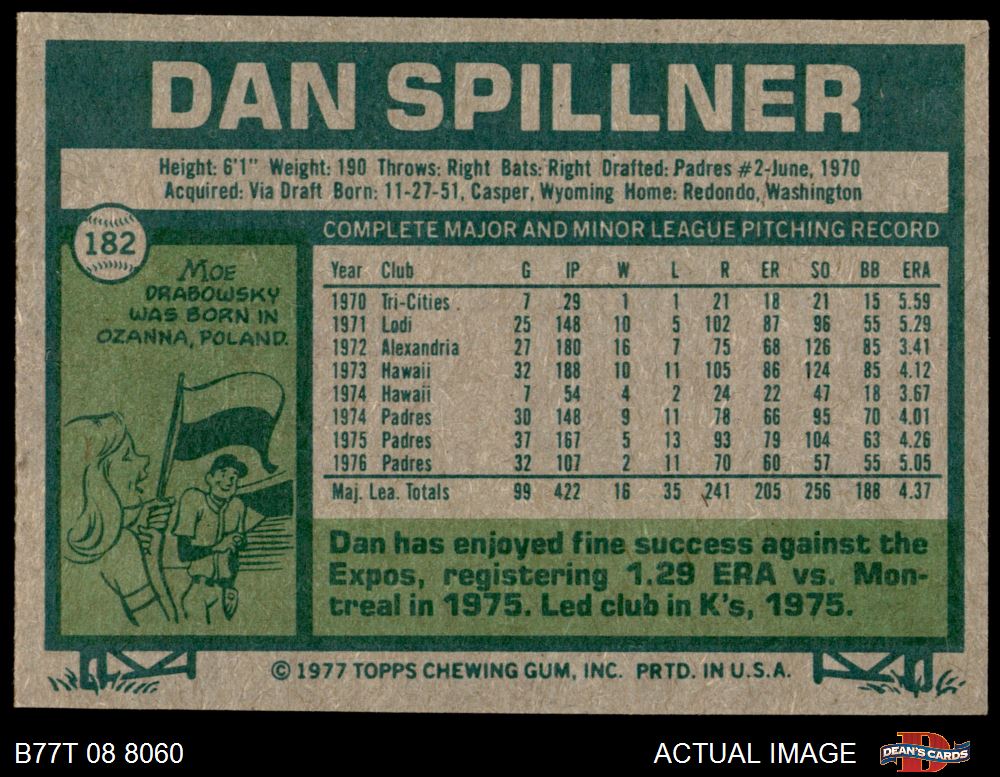 DAN SPILLNER
Height: 6'1" Weight: 190 Throws: Right Bats: Right Drafted: Padres #2-June, 1970
Acquired: Via Draft Born: 11-27-51, Casper, Wyoming Home: Redondo, Washington
182
MOE
DRABOWSKY
WAS BORN IN
OZANNA, POLAND.
COMPLETE MAJOR AND MINOR LEAGUE PITCHING RECORD
Year Club G IP W L R ER SO BB ERA
1970 Tri-Cities 7 29 1 1 21 18 21 15 5.59
1971 Lodi 25 148 10 5 102 87 96 55 5.29
1972 Alexandria 27 180 16 7 75 68 126 85 3.41
1973 Hawaii 32 188 10 11 105 86 124 85 4.12
1974 Hawaii 7 54 4 2 24 22 47 18 3.67
1974 Padres 30 148 9 11 78 66 95 70 4.01
1975 Padres 37 167 5 13 93 79 104 63 4.26
1976 Padres 32 107 2 11 70 60 57 55 5.05
Maj. Lea. Totals 99 422 16 35 241 205 256 188 4.37
Dan has enjoyed fine success against the
Expos, registering 1.29 ERA vs. Mon-
treal in 1975. Led club in K's, 1975.
© 1977 TOPPS CHEWING GUM, INC. PRTD. IN U.S.A.
B77T 08 8060
ACTUAL IMAGE
D
DEAN'S CARDS